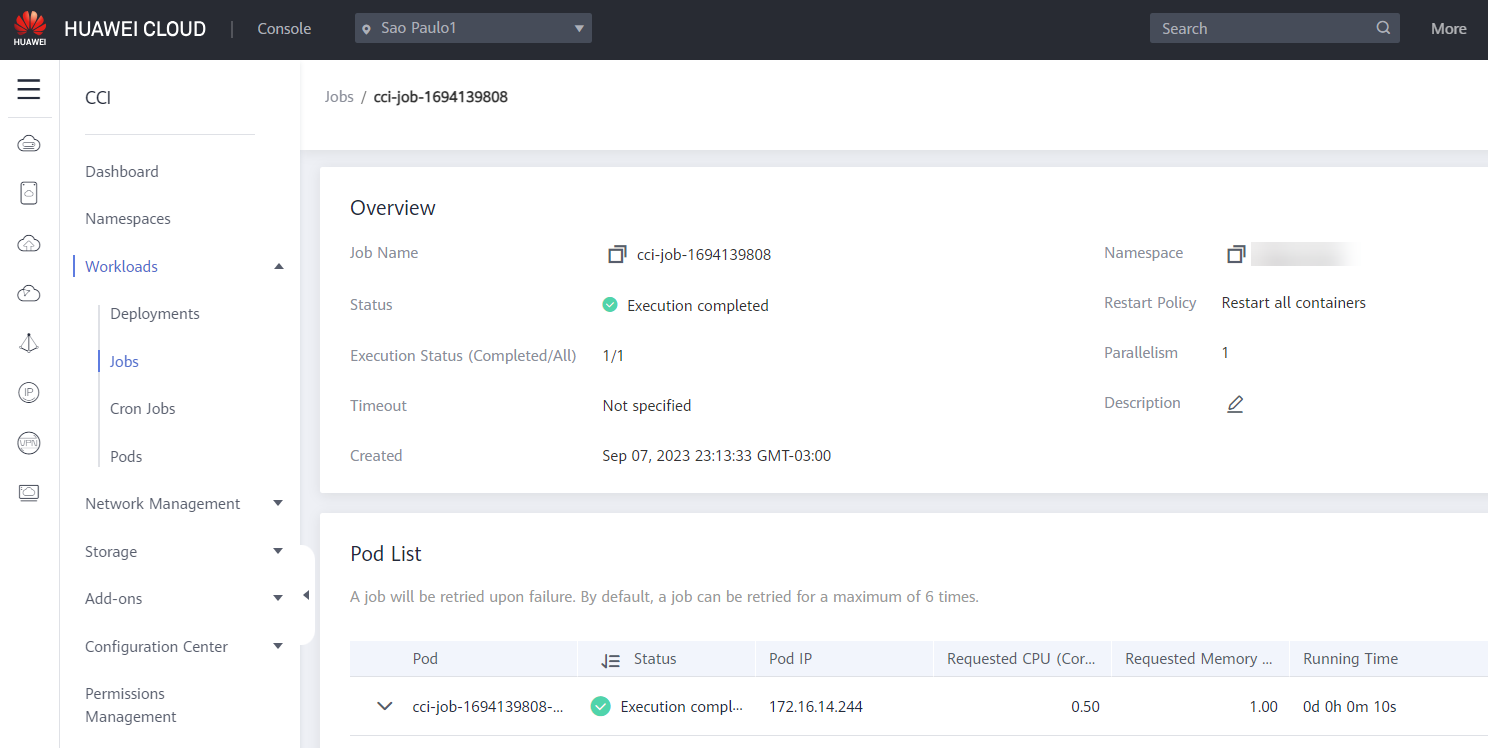 HUAWEI HUAWEI CLOUD | Console Sao Paulo1 Search More
CCI
Dashboard
Namespaces
Workloads
Deployments
Jobs
Cron Jobs
Pods
Network Management
Storage
Add-ons
Configuration Center
Permissions
Management
IP
VPN
Jobs / cci-job-1694139808
Overview
Job Name cci-job-1694139808
Status Execution completed
Execution Status (Completed/All) 1/1
Timeout Not specified
Created Sep 07, 2023 23:13:33 GMT-03:00
Namespace
Restart Policy Restart all containers
Parallelism 1
Description
Pod List
A job will be retried upon failure. By default, a job can be retried for a maximum of 6 times.
Pod Status Pod IP Requested CPU (Cor... Requested Memory ... Running Time
cci-job-1694139808-... Execution compl... 172.16.14.244 0.50 1.00 0d 0h 0m 10s